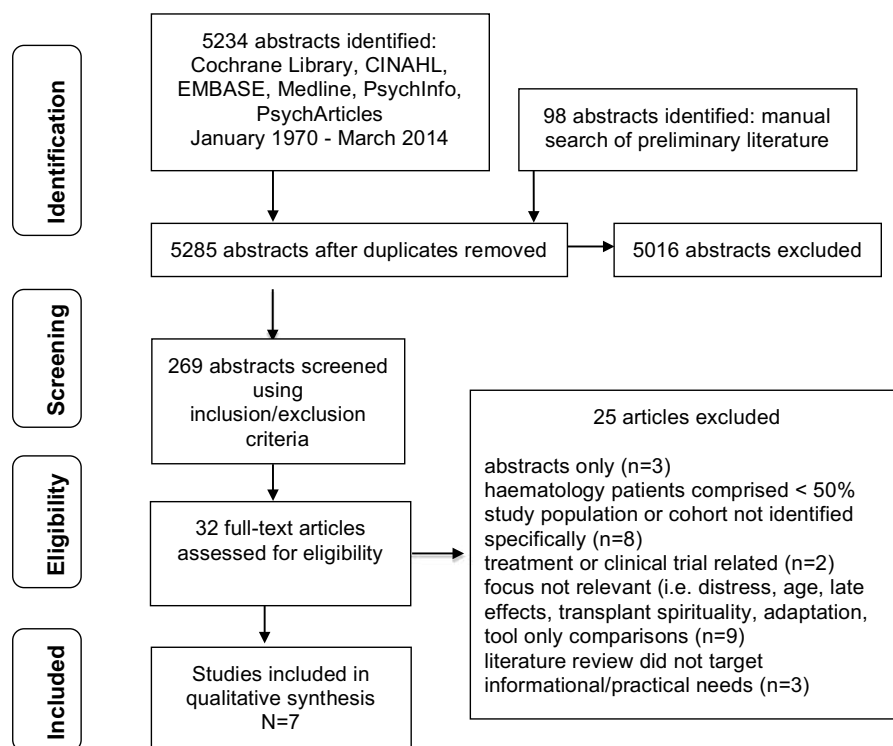 Identification
5234 abstracts identified:
Cochrane Library, CINAHL,
EMBASE, Medline, PsychInfo,
PsychArticles
January 1970 - March 2014
98 abstracts identified: manual
search of preliminary literature
5285 abstracts after duplicates removed
5016 abstracts excluded
Screening
269 abstracts screened
using
inclusion/exclusion
criteria
Eligibility
32 full-text articles
assessed for eligibility
25 articles excluded
abstracts only (n=3)
haematology patients comprised < 50%
study population or cohort not identified
specifically (n=8)
treatment or clinical trial related (n=2)
focus not relevant (i.e. distress, age, late
effects, transplant spirituality, adaptation,
tool only comparisons (n=9)
literature review did not target
informational/practical needs (n=3)
Included
Studies included in
qualitative synthesis
N=7